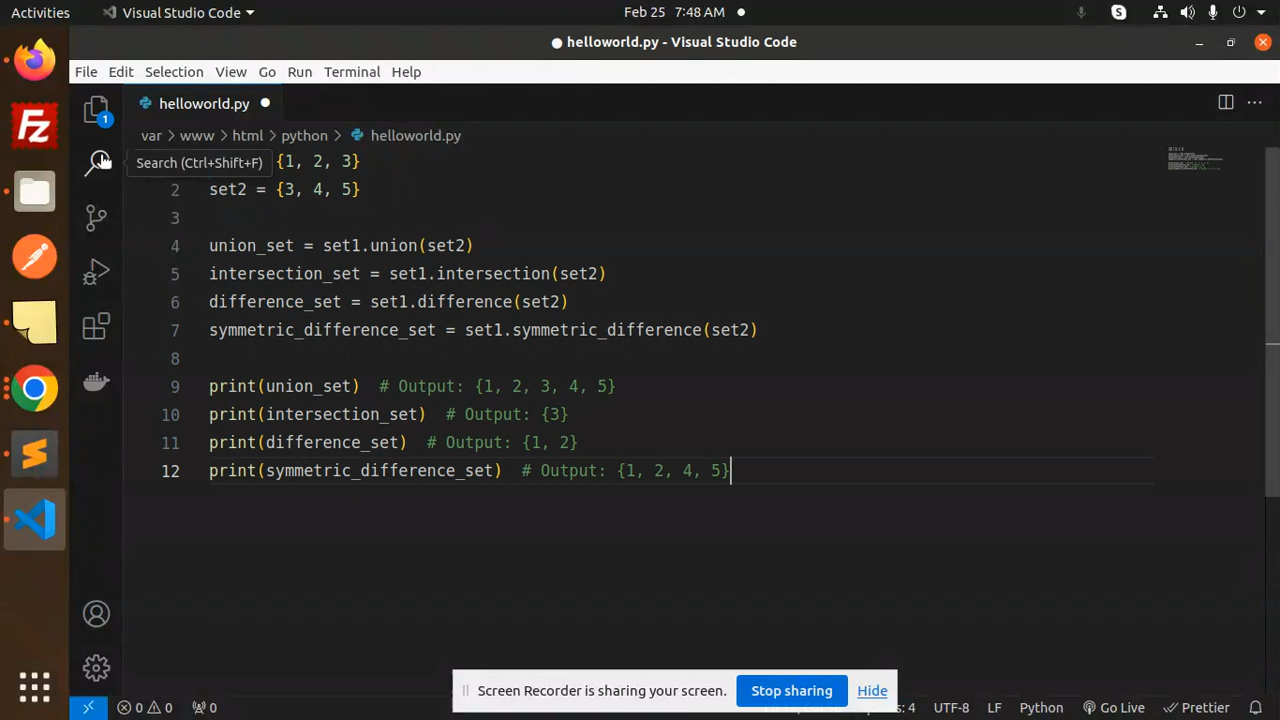 Activities Visual Studio Code Feb 25 7:48 AM
helloworld.py - Visual Studio Code
File Edit Selection View Go Run Terminal Help
helloworld.py
var > www > html > python > helloworld.py
1
Search (Ctrl+Shift+F)
{1, 2, 3}
2 set2 = {3, 4, 5}
3
4 union_set = set1.union(set2)
5 intersection_set = set1.intersection(set2)
6 difference_set = set1.difference(set2)
7 symmetric_difference_set = set1.symmetric_difference(set2)
8
9 print(union_set)  # Output: {1, 2, 3, 4, 5}
10 print(intersection_set)  # Output: {3}
11 print(difference_set)  # Output: {1, 2}
12 print(symmetric_difference_set)  # Output: {1, 2, 4, 5}
Screen Recorder is sharing your screen. Stop sharing Hide
0 0 0 : 4 UTF-8 LF Python Go Live Prettier